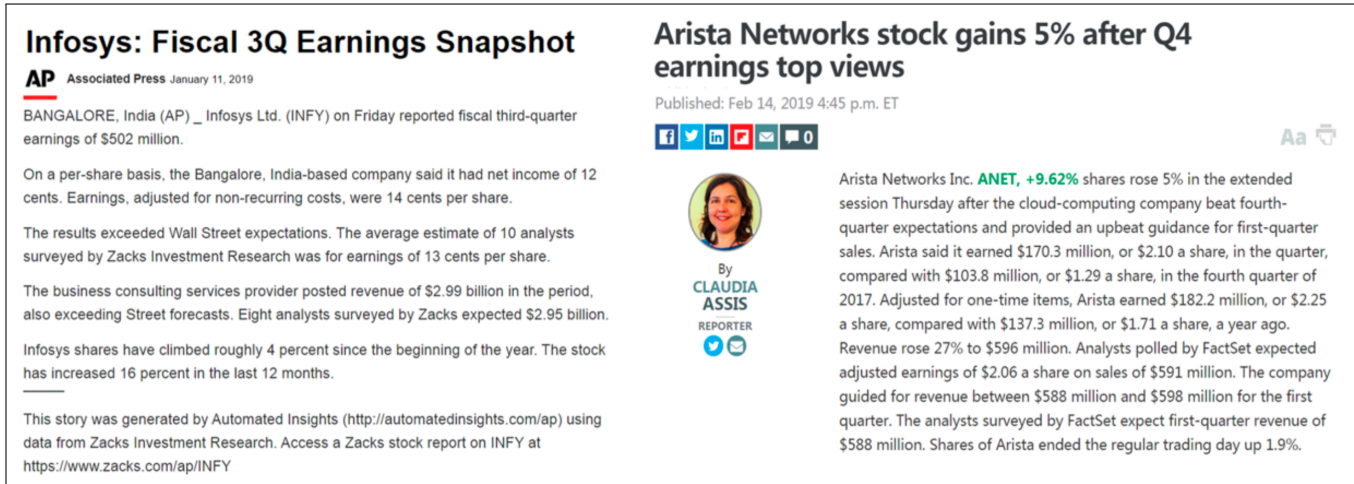 Infosys: Fiscal 3Q Earnings Snapshot
AP Associated Press January 11, 2019
BANGALORE, India (AP) _ Infosys Ltd. (INFY) on Friday reported fiscal third-quarter
earnings of $502 million.
On a per-share basis, the Bangalore, India-based company said it had net income of 12
cents. Earnings, adjusted for non-recurring costs, were 14 cents per share.
The results exceeded Wall Street expectations. The average estimate of 10 analysts
surveyed by Zacks Investment Research was for earnings of 13 cents per share.
The business consulting services provider posted revenue of $2.99 billion in the period,
also exceeding Street forecasts. Eight analysts surveyed by Zacks expected $2.95 billion.
Infosys shares have climbed roughly 4 percent since the beginning of the year. The stock
has increased 16 percent in the last 12 months.
This story was generated by Automated Insights (http://automatedinsights.com/ap) using
data from Zacks Investment Research. Access a Zacks stock report on INFY at
https://www.zacks.com/ap/INFY
Arista Networks stock gains 5% after Q4
earnings top views
Published: Feb 14, 2019 4:45 p.m. ET
f in 0
Aa
By
CLAUDIA
ASSIS
REPORTER
Arista Networks Inc. ANET, +9.62% shares rose 5% in the extended
session Thursday after the cloud-computing company beat fourth-
quarter expectations and provided an upbeat guidance for first-quarter
sales. Arista said it earned $170.3 million, or $2.10 a share, in the quarter,
compared with $103.8 million, or $1.29 a share, in the fourth quarter of
2017. Adjusted for one-time items, Arista earned $182.2 million, or $2.25
a share, compared with $137.3 million, or $1.71 a share, a year ago.
Revenue rose 27% to $596 million. Analysts polled by FactSet expected
adjusted earnings of $2.06 a share on sales of $591 million. The company
guided for revenue between $588 million and $598 million for the first
quarter. The analysts surveyed by FactSet expect first-quarter revenue of
$588 million. Shares of Arista ended the regular trading day up 1.9%.